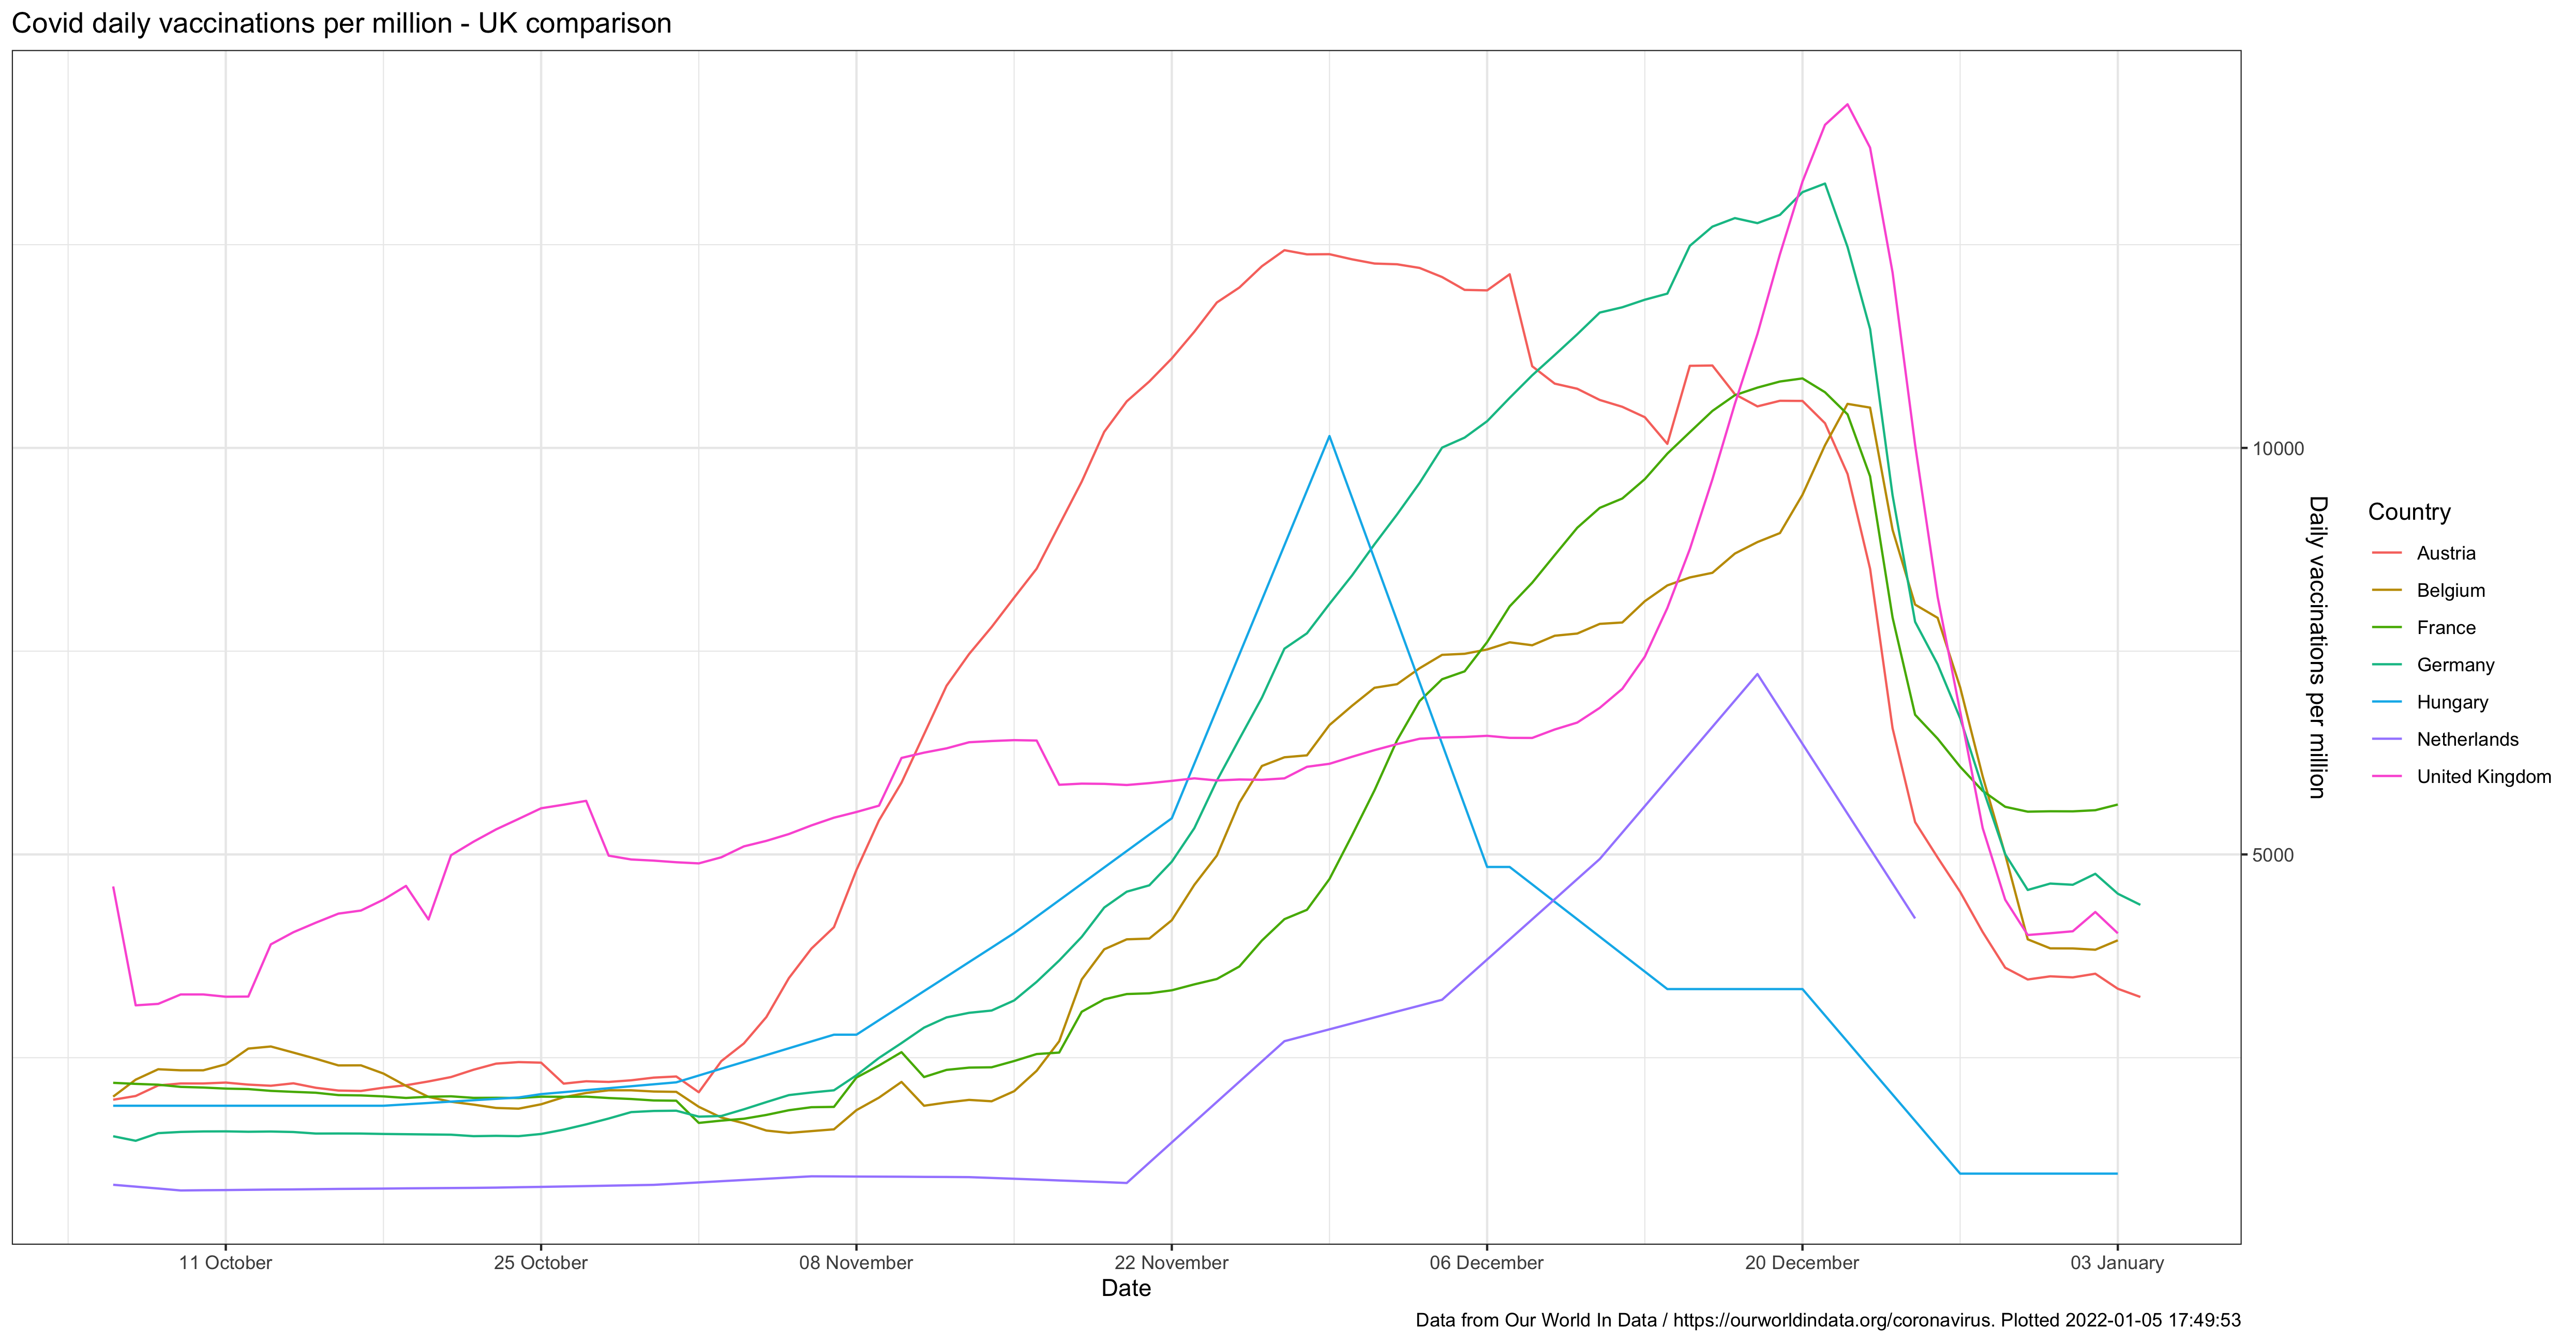 Covid daily vaccinations per million - UK comparison
10000
5000
Daily vaccinations per million
Country
Austria
Belgium
France
Germany
Hungary
Netherlands
United Kingdom
11 October
25 October
08 November
22 November
06 December
20 December
03 January
Date
Data from Our World In Data / https://ourworldindata.org/coronavirus. Plotted 2022-01-05 17:49:53